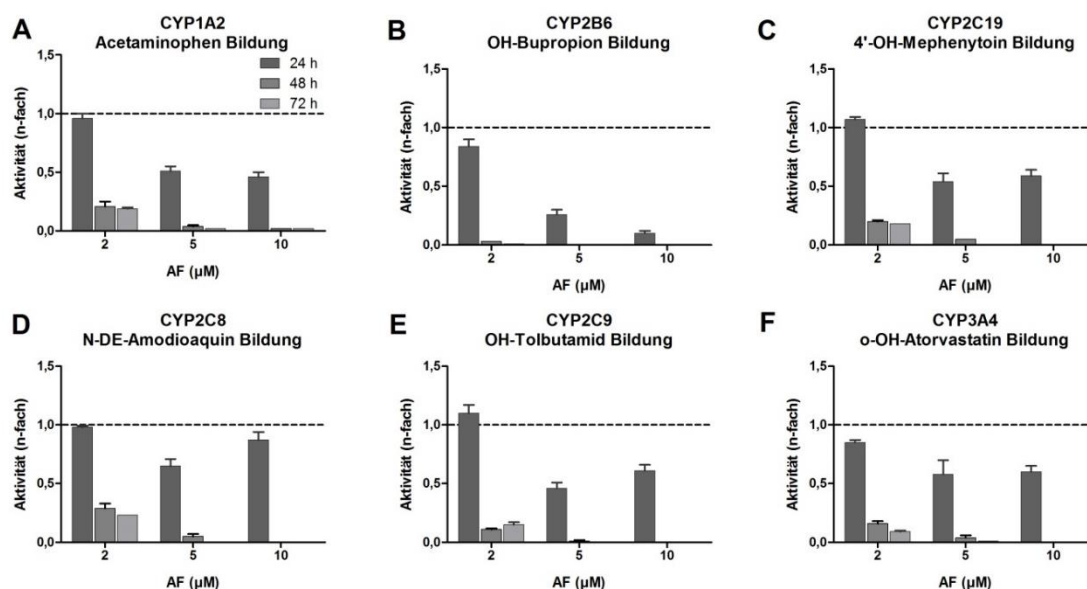 A
CYP1A2
Acetaminophen Bildung
1,5
1,0
0,5
0,0
Aktivität (n-fach)
24 h
48 h
72 h
2
5
10
AF (µM)
B
CYP2B6
OH-Bupropion Bildung
1,5
1,0
0,5
0,0
Aktivität (n-fach)
2
5
10
AF (µM)
C
CYP2C19
4'-OH-Mephenytoin Bildung
1,5
1,0
0,5
0,0
Aktivität (n-fach)
2
5
10
AF (µM)
D
CYP2C8
N-DE-Amodioaquin Bildung
1,5
1,0
0,5
0,0
Aktivität (n-fach)
2
5
10
AF (µM)
E
CYP2C9
OH-Tolbutamid Bildung
1,5
1,0
0,5
0,0
Aktivität (n-fach)
2
5
10
AF (µM)
F
CYP3A4
o-OH-Atorvastatin Bildung
1,5
1,0
0,5
0,0
Aktivität (n-fach)
2
5
10
AF (µM)